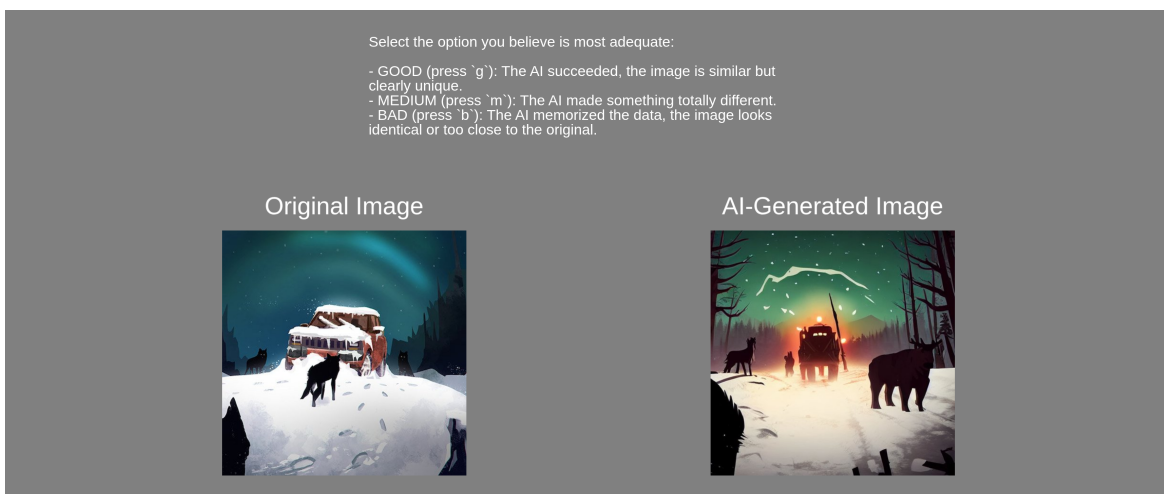 Select the option you believe is most adequate:
- GOOD (press `g`): The AI succeeded, the image is similar but
clearly unique.
- MEDIUM (press `m`): The AI made something totally different.
- BAD (press `b`): The AI memorized the data, the image looks
identical or too close to the original.
Original Image
AI-Generated Image